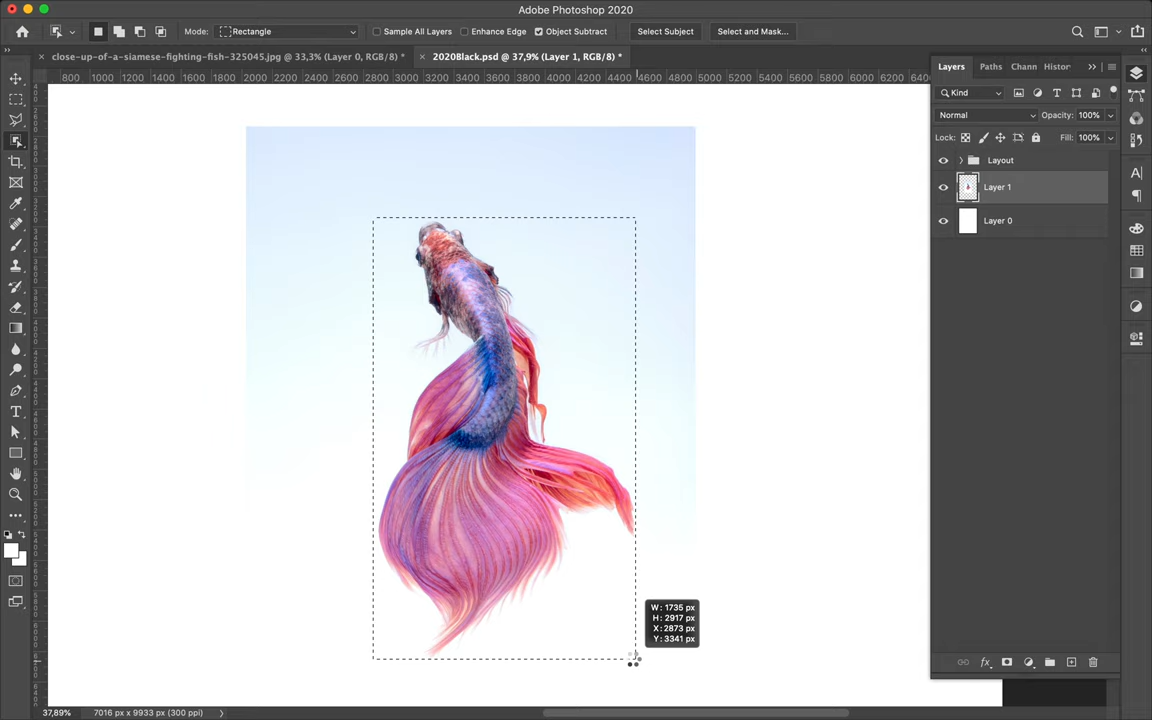 Adobe Photoshop 2020
Mode: Rectangle Sample All Layers Enhance Edge Object Subtract Select Subject Select and Mask...
close-up-of-a-siamese-fighting-fish-325045.jpg @ 33,3% (Layer 0, RGB/8) * 2020Black.psd @ 37,9% (Layer 1, RGB/8) *
Layers Paths Chann Histor
800 1000 1200 1400 1600 1800 2000 2200 2400 2600 2800 3000 3200 3400 3600 3800 4000 4200 4400 4600 4800 5000 5200 5400 5600 5800 6000 6200 640
Kind
Normal Opacity: 100%
Lock: Fill: 100%
Layout
Layer 1
Layer 0
W: 1735 px
H: 2917 px
X: 2873 px
Y: 3341 px
37,89% 7016 px x 9933 px (300 ppi)